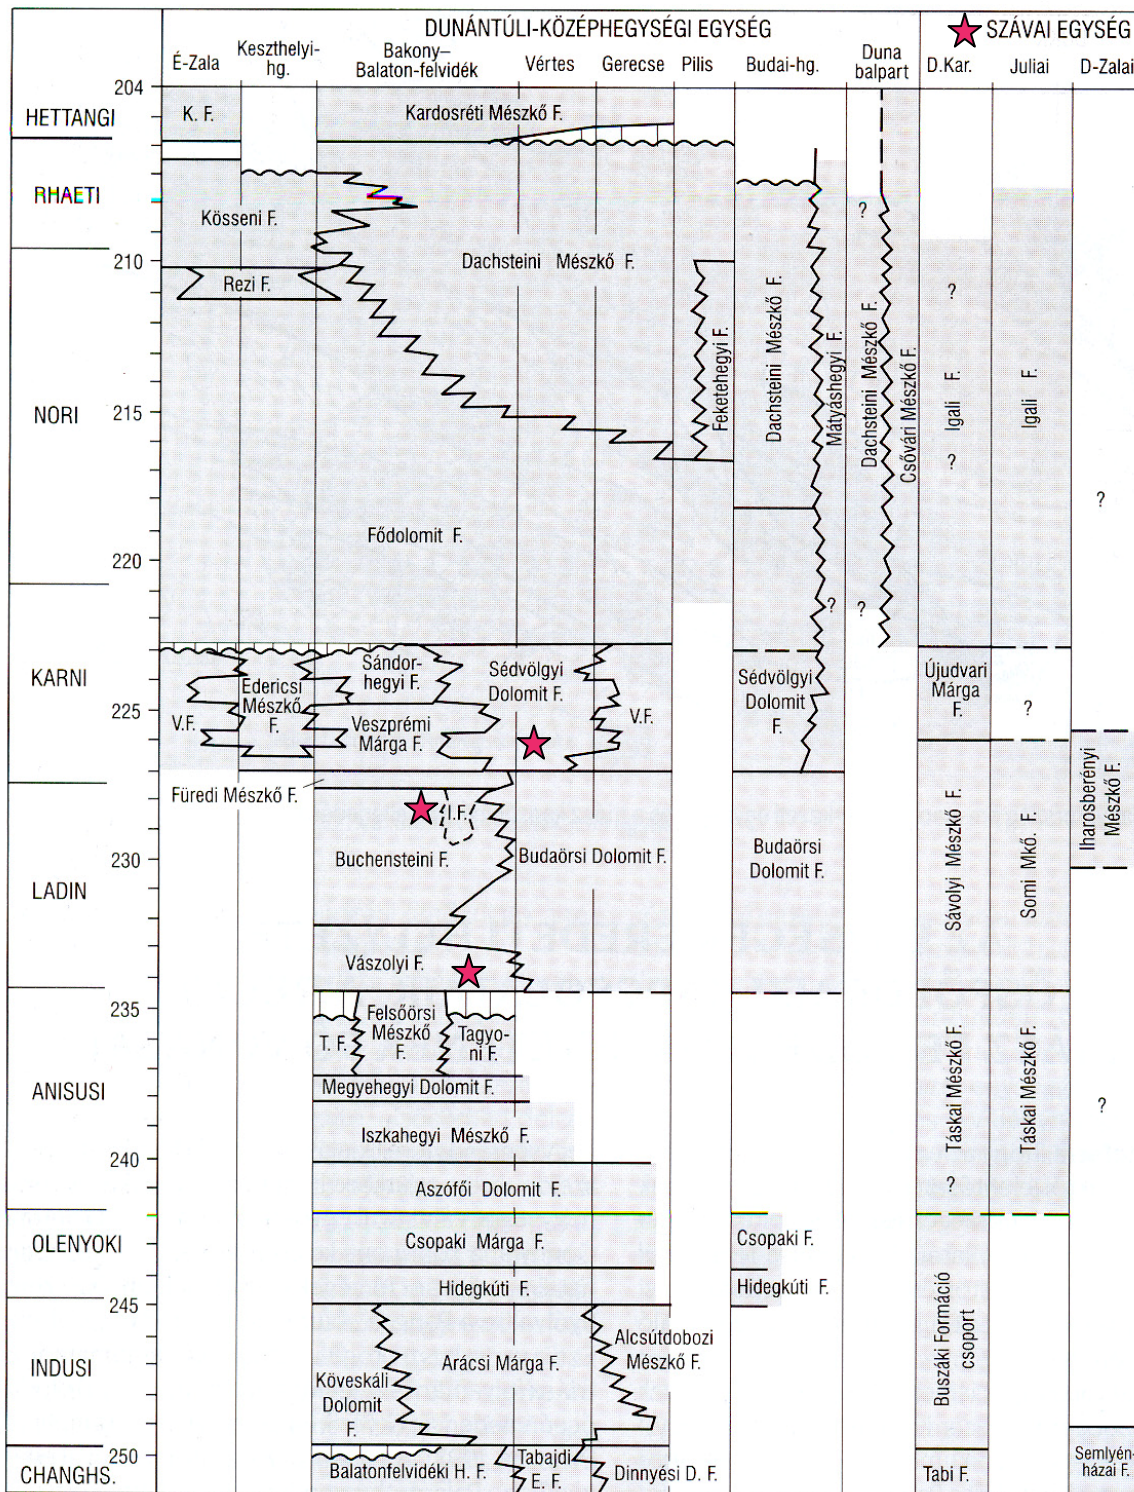 DUNÁNTÚLI-KÖZÉPHEGYSÉGI EGYSÉG
SZÁVAI EGYSÉG
É-Zala
Keszthelyi-
hg.
Bakony–
Balaton-felvidék
Vértes
Gerecse
Pilis
Budai-hg.
Duna
balpart
D.Kar.
Juliai
D-Zalai
204
HETTANGI
K. F.
Kardosréti Mészkő F.
RHAETI
Kösseni F.
?
210
Dachsteini Mészkő F.
Rezi F.
?
Feketehegyi F.
Dachsteini Mészkő F.
Mátyáshegyi F.
Dachsteini Mészkő F.
Csővári Mészkő F.
Igali F.
Igali F.
NORI
215
?
?
Fődolomit F.
220
?
?
KARNI
Edericsi
Mészkő
F.
Sándor-
hegyi F.
Sédvölgyi
Dolomit F.
Sédvölgyi
Dolomit
F.
Újudvari
Márga
F.
225
V.F.
Veszprémi
Márga F.
V.F.
?
Füredi Mészkő F.
I.F.
Iharosberényi
Mészkő F.
230
Buchensteini F.
Budaörsi Dolomit F.
Budaörsi
Dolomit F.
Sávolyi Mészkő F.
Somi Mkő. F.
LADIN
Vászolyi F.
235
T. F.
Felsőörsi
Mészkő
F.
Tagyo-
ni F.
Megyehegyi Dolomit F.
ANISUSI
Táskai Mészkő F.
Táskai Mészkő F.
?
Iszkahegyi Mészkő F.
240
Aszófői Dolomit F.
?
OLENYOKI
Csopaki Márga F.
Csopaki F.
Hidegkúti F.
Hidegkúti F.
245
INDUSI
Köveskáli
Dolomit
F.
Arácsi Márga F.
Alcsútdobozi
Mészkő F.
Buszáki Formáció
csoport
250
CHANGHS.
Balatonfelvidéki H. F.
Tabajdi
E. F.
Dinnyési D. F.
Tabi F.
Semlyén-
házai F.